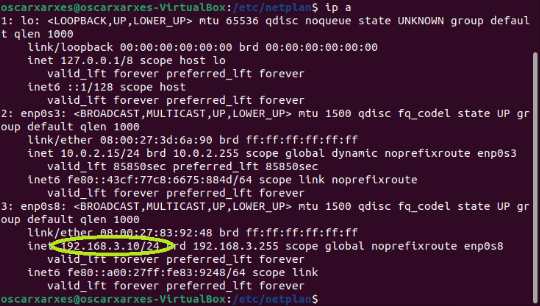 oscarxarxes@oscarxarxes-VirtualBox:/etc/netplan$ ip a
1: lo: <LOOPBACK,UP,LOWER_UP> mtu 65536 qdisc noqueue state UNKNOWN group defaul
t qlen 1000
    link/loopback 00:00:00:00:00:00 brd 00:00:00:00:00:00
    inet 127.0.0.1/8 scope host lo
       valid_lft forever preferred_lft forever
    inet6 ::1/128 scope host
       valid_lft forever preferred_lft forever
2: enp0s3: <BROADCAST,MULTICAST,UP,LOWER_UP> mtu 1500 qdisc fq_codel state UP gr
oup default qlen 1000
    link/ether 08:00:27:3d:6a:90 brd ff:ff:ff:ff:ff:ff
    inet 10.0.2.15/24 brd 10.0.2.255 scope global dynamic noprefixroute enp0s3
       valid_lft 85850sec preferred_lft 85850sec
    inet6 fe80::43cf:77c8:6675:884d/64 scope link noprefixroute
       valid_lft forever preferred_lft forever
3: enp0s8: <BROADCAST,MULTICAST,UP,LOWER_UP> mtu 1500 qdisc fq_codel state UP gr
oup default qlen 1000
    link/ether 08:00:27:83:92:48 brd ff:ff:ff:ff:ff:ff
    inet 192.168.3.10/24 brd 192.168.3.255 scope global noprefixroute enp0s8
       valid_lft forever preferred_lft forever
    inet6 fe80::a00:27ff:fe83:9248/64 scope link
       valid_lft forever preferred_lft forever
oscarxarxes@oscarxarxes-VirtualBox:/etc/netplan$